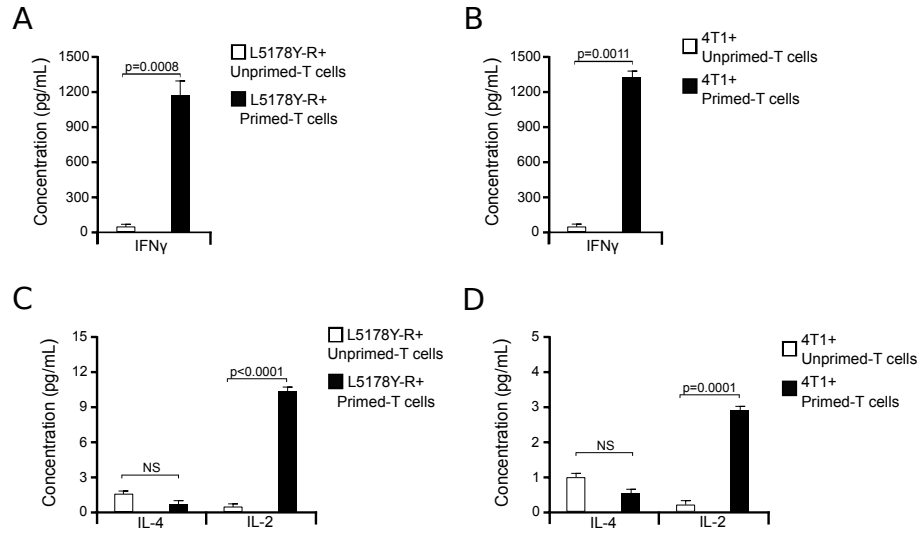 A
Concentration (pg/mL)
1500
1200
900
600
300
0
p=0.0008
IFNγ
L5178Y-R+
Unprimed-T cells
L5178Y-R+
Primed-T cells
B
Concentration (pg/mL)
1500
1200
900
600
300
0
p=0.0011
IFNγ
4T1+
Unprimed-T cells
4T1+
Primed-T cells
C
Concentration (pg/mL)
15
12
9
6
3
0
NS
p<0.0001
IL-4
IL-2
L5178Y-R+
Unprimed-T cells
L5178Y-R+
Primed-T cells
D
Concentration (pg/mL)
5
4
3
2
1
0
NS
p=0.0001
IL-4
IL-2
4T1+
Unprimed-T cells
4T1+
Primed-T cells